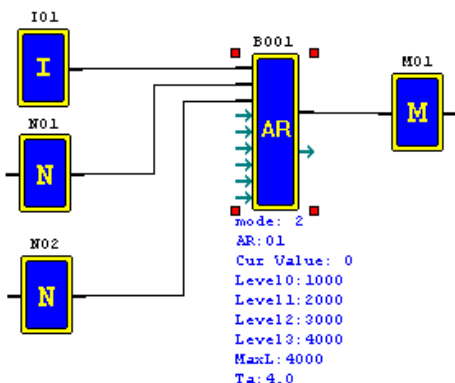 I01
B001
M01
I
N01
AR
M
N
N02
N
mode: 2
AR:01
Cur Value: 0
Level0:1000
Level1:2000
Level2:3000
Level3:4000
MaxL:4000
Ta:4.0